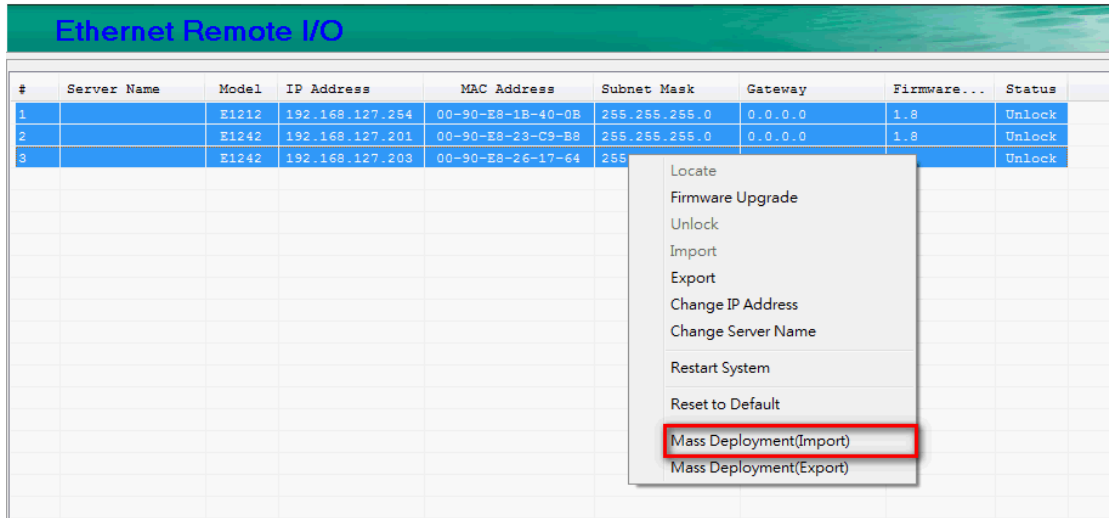 Ethernet Remote I/O
# Server Name Model IP Address MAC Address Subnet Mask Gateway Firmware... Status
1 E1212 192.168.127.254 00-90-E8-1B-40-0B 255.255.255.0 0.0.0.0 1.8 Unlock
2 E1242 192.168.127.201 00-90-E8-23-C9-B8 255.255.255.0 0.0.0.0 1.8 Unlock
3 E1242 192.168.127.203 00-90-E8-26-17-64 255 Unlock
Locate
Firmware Upgrade
Unlock
Import
Export
Change IP Address
Change Server Name
Restart System
Reset to Default
Mass Deployment(Import)
Mass Deployment(Export)